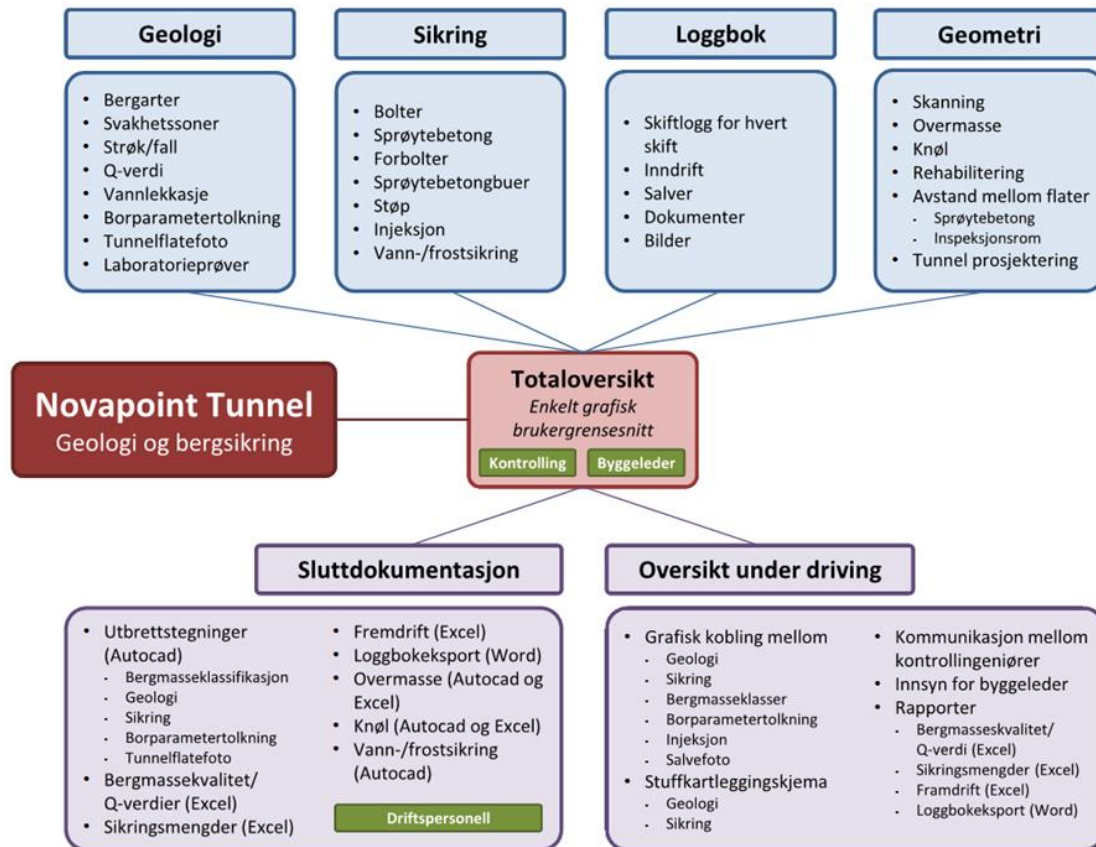 Geologi
• Bergarter
• Svakhetssoner
• Strøk/fall
• Q-verdi
• Vannlekkasje
• Borparametertolkning
• Tunnelflatefoto
• Laboratorieprøver
Sikring
• Bolter
• Sprøytebetong
• Forbolter
• Sprøytebetongbuer
• Støp
• Injeksjon
• Vann-/frostsikring
Loggbok
• Skiftlogg for hvert
skift
• Inndrift
• Salver
• Dokumenter
• Bilder
Geometri
• Skanning
• Overmasse
• Knøl
• Rehabilitering
• Avstand mellom flater
- Sprøytebetong
- Inspeksjonsrom
• Tunnel prosjektering
Novapoint Tunnel
Geologi og bergsikring
Totaloversikt
Enkelt grafisk
brukergrensesnitt
Kontrolling
Byggeleder
Sluttdokumentasjon
• Utbrettstegninger
(Autocad)
- Bergmasseklassifikasjon
- Geologi
- Sikring
- Borparametertolkning
- Tunnelflatefoto
• Bergmassekvalitet/
Q-verdier (Excel)
• Sikringsmengder (Excel)
• Fremdrift (Excel)
• Loggbokeksport (Word)
• Overmasse (Autocad og
Excel)
• Knøl (Autocad og Excel)
• Vann-/frostsikring
(Autocad)
Driftspersonell
Oversikt under driving
• Grafisk kobling mellom
- Geologi
- Sikring
- Bergmasseklasser
- Borparametertolkning
- Injeksjon
- Salvefoto
• Stuffkartleggingskjema
- Geologi
- Sikring
• Kommunikasjon mellom
kontrollingeniører
• Innsyn for byggeleder
• Rapporter
- Bergmasseskvalitet/
Q-verdi (Excel)
- Sikringsmengder (Excel)
- Framdrift (Excel)
- Loggbokeksport (Word)